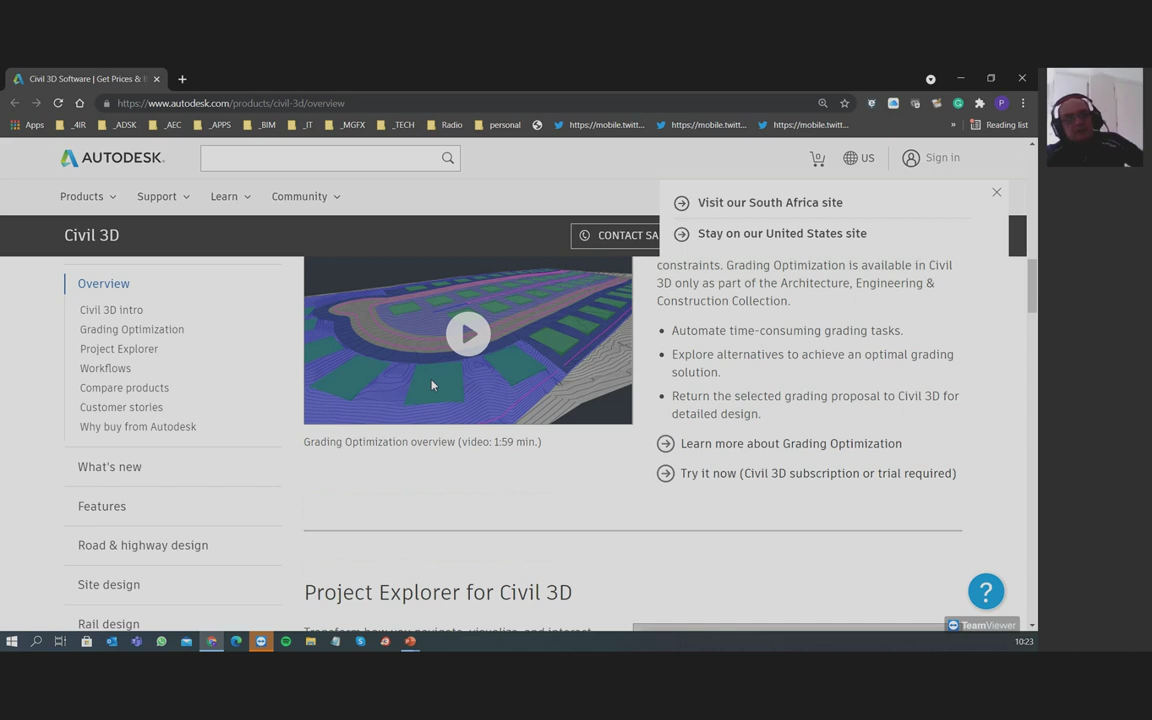 Civil 3D Software | Get Prices &
https://www.autodesk.com/products/civil-3d/overview
P
Apps _4IR _ADSK _AEC _APPS _BIM _IT _MGFX _TECH Radio personal https://mobile.twitt... https://mobile.twitt... https://mobile.twitt... » Reading list
AUTODESK. 0 US Sign in
Products Support Learn Community
Visit our South Africa site
Stay on our United States site
Civil 3D CONTACT SA
Overview
Civil 3D intro
Grading Optimization
Project Explorer
Workflows
Compare products
Customer stories
Why buy from Autodesk
What's new
Features
Road & highway design
Site design
Rail design
Grading Optimization overview (video: 1:59 min.)
constraints. Grading Optimization is available in Civil
3D only as part of the Architecture, Engineering &
Construction Collection.
• Automate time-consuming grading tasks.
• Explore alternatives to achieve an optimal grading
solution.
• Return the selected grading proposal to Civil 3D for
detailed design.
Learn more about Grading Optimization
Try it now (Civil 3D subscription or trial required)
Project Explorer for Civil 3D
Transform how you navigate, visualize, and interact
?
TeamViewer
10:23